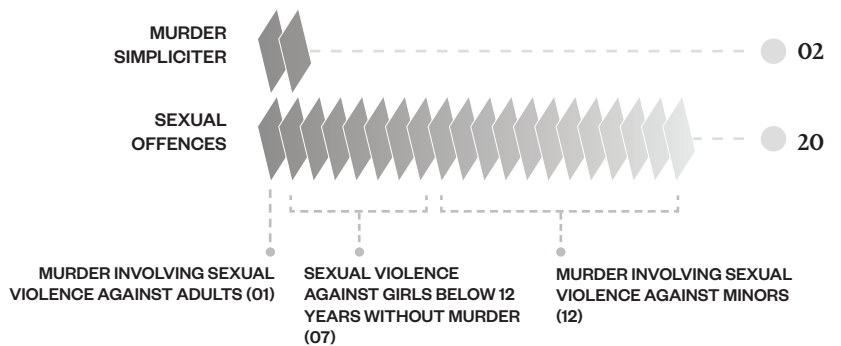 MURDER
SIMPLICITER
02
SEXUAL
OFFENCES
20
MURDER INVOLVING SEXUAL
VIOLENCE AGAINST ADULTS (01)
SEXUAL VIOLENCE
AGAINST GIRLS BELOW 12
YEARS WITHOUT MURDER
(07)
MURDER INVOLVING SEXUAL
VIOLENCE AGAINST MINORS
(12)